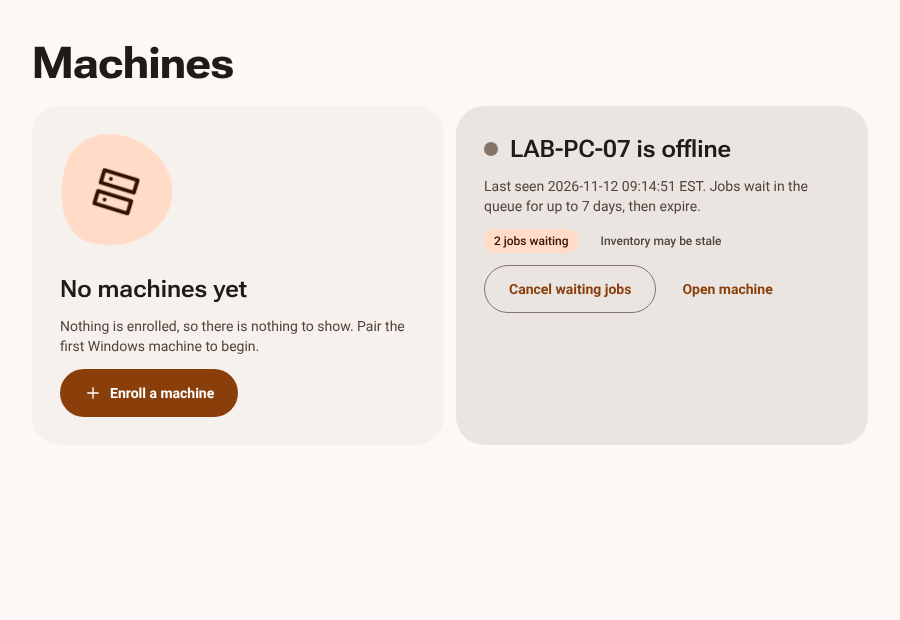 Machines
No machines yet
Nothing is enrolled, so there is nothing to show. Pair the
first Windows machine to begin.
Enroll a machine
LAB-PC-07 is offline
Last seen 2026-11-12 09:14:51 EST. Jobs wait in the
queue for up to 7 days, then expire.
2 jobs waiting
Inventory may be stale
Cancel waiting jobs
Open machine